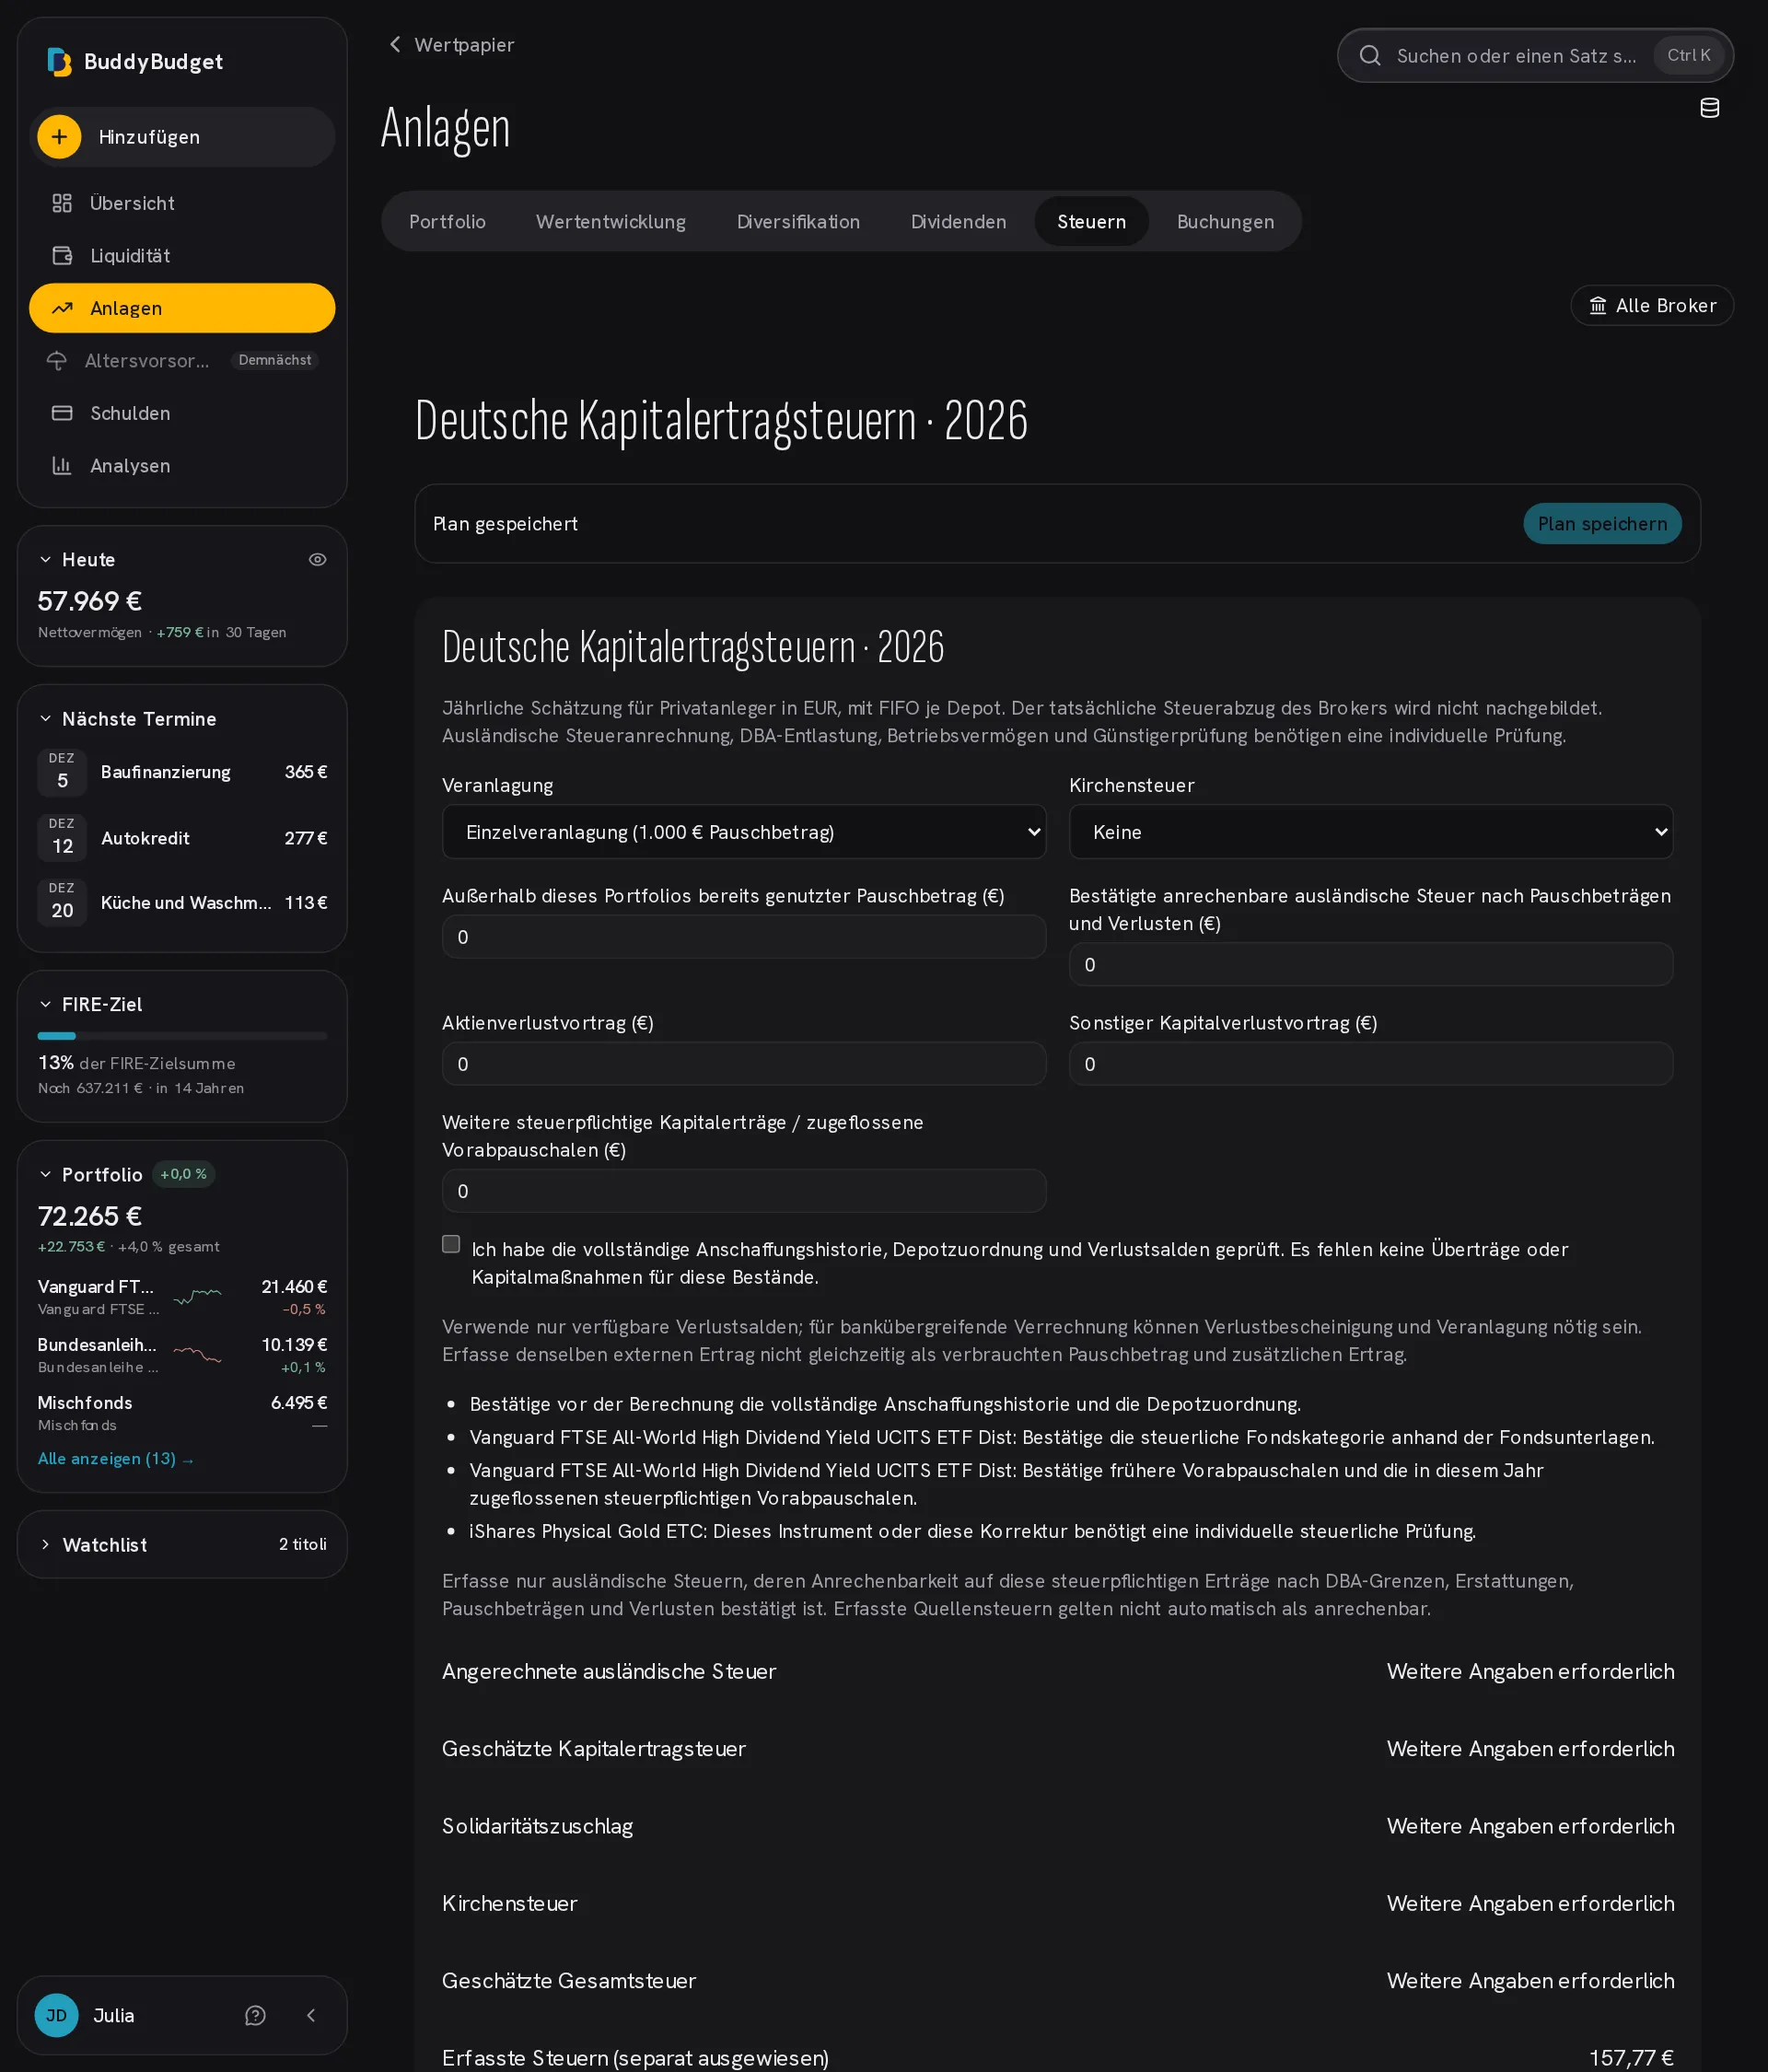 BuddyBudget
Hinzufügen
Übersicht
Liquidität
Anlagen
Altersvorsor... Demnächst
Schulden
Analysen
Heute
57.969 €
Nettovermögen · +759 € in 30 Tagen
Nächste Termine
DEZ
5
Baufinanzierung 365 €
DEZ
12
Autokredit 277 €
DEZ
20
Küche und Waschm... 113 €
FIRE-Ziel
13% der FIRE-Zielsumme
Noch 637.211 € · in 14 Jahren
Portfolio +0,0 %
72.265 €
+22.753 € · +4,0 % gesamt
Vanguard FT... 21.460 €
Vanguard FTSE ... −0,5 %
Bundesanleih... 10.139 €
Bundesanleihe ... +0,1 %
Mischfonds 6.495 €
Mischfonds —
Alle anzeigen (13) →
Watchlist 2 titoli
JD Julia
Wertpapier
Suchen oder einen Satz s... Ctrl K
Anlagen
Portfolio Wertentwicklung Diversifikation Dividenden Steuern Buchungen
Alle Broker
Deutsche Kapitalertragsteuern · 2026
Plan gespeichert Plan speichern
Deutsche Kapitalertragsteuern · 2026
Jährliche Schätzung für Privatanleger in EUR, mit FIFO je Depot. Der tatsächliche Steuerabzug des Brokers wird nicht nachgebildet.
Ausländische Steueranrechnung, DBA-Entlastung, Betriebsvermögen und Günstigerprüfung benötigen eine individuelle Prüfung.
Veranlagung
Einzelveranlagung (1.000 € Pauschbetrag)
Kirchensteuer
Keine
Außerhalb dieses Portfolios bereits genutzter Pauschbetrag (€)
0
Bestätigte anrechenbare ausländische Steuer nach Pauschbeträgen
und Verlusten (€)
0
Aktienverlustvortrag (€)
0
Sonstiger Kapitalverlustvortrag (€)
0
Weitere steuerpflichtige Kapitalerträge / zugeflossene
Vorabpauschalen (€)
0
Ich habe die vollständige Anschaffungshistorie, Depotzuordnung und Verlustsalden geprüft. Es fehlen keine Überträge oder
Kapitalmaßnahmen für diese Bestände.
Verwende nur verfügbare Verlustsalden; für bankübergreifende Verrechnung können Verlustbescheinigung und Veranlagung nötig sein.
Erfasse denselben externen Ertrag nicht gleichzeitig als verbrauchten Pauschbetrag und zusätzlichen Ertrag.
• Bestätige vor der Berechnung die vollständige Anschaffungshistorie und die Depotzuordnung.
• Vanguard FTSE All-World High Dividend Yield UCITS ETF Dist: Bestätige die steuerliche Fondskategorie anhand der Fondsunterlagen.
• Vanguard FTSE All-World High Dividend Yield UCITS ETF Dist: Bestätige frühere Vorabpauschalen und die in diesem Jahr
zugeflossenen steuerpflichtigen Vorabpauschalen.
• iShares Physical Gold ETC: Dieses Instrument oder diese Korrektur benötigt eine individuelle steuerliche Prüfung.
Erfasse nur ausländische Steuern, deren Anrechenbarkeit auf diese steuerpflichtigen Erträge nach DBA-Grenzen, Erstattungen,
Pauschbeträgen und Verlusten bestätigt ist. Erfasste Quellensteuern gelten nicht automatisch als anrechenbar.
Angerechnete ausländische Steuer Weitere Angaben erforderlich
Geschätzte Kapitalertragsteuer Weitere Angaben erforderlich
Solidaritätszuschlag Weitere Angaben erforderlich
Kirchensteuer Weitere Angaben erforderlich
Geschätzte Gesamtsteuer Weitere Angaben erforderlich
Erfasste Steuern (separat ausgewiesen) 157,77 €